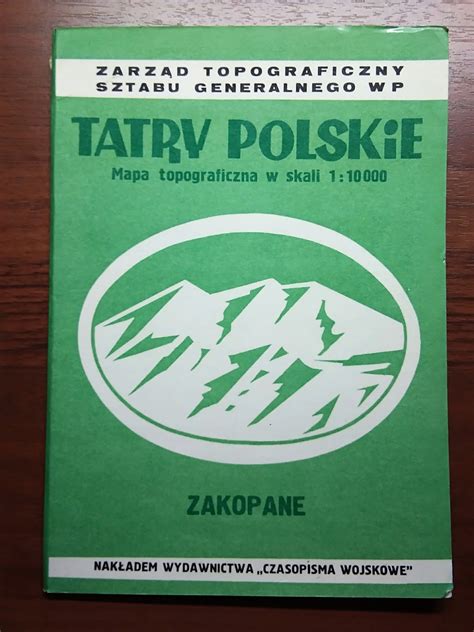 ZARZĄD TOPOGRAFICZNY
SZTABU GENERALNEGO WP
TATRY POLSKiE
Mapa topograficzna w skali 1:10000
ZAKOPANE
NAKŁADEM WYDAWNICTWA „CZASOPISMA WOJSKOWE"